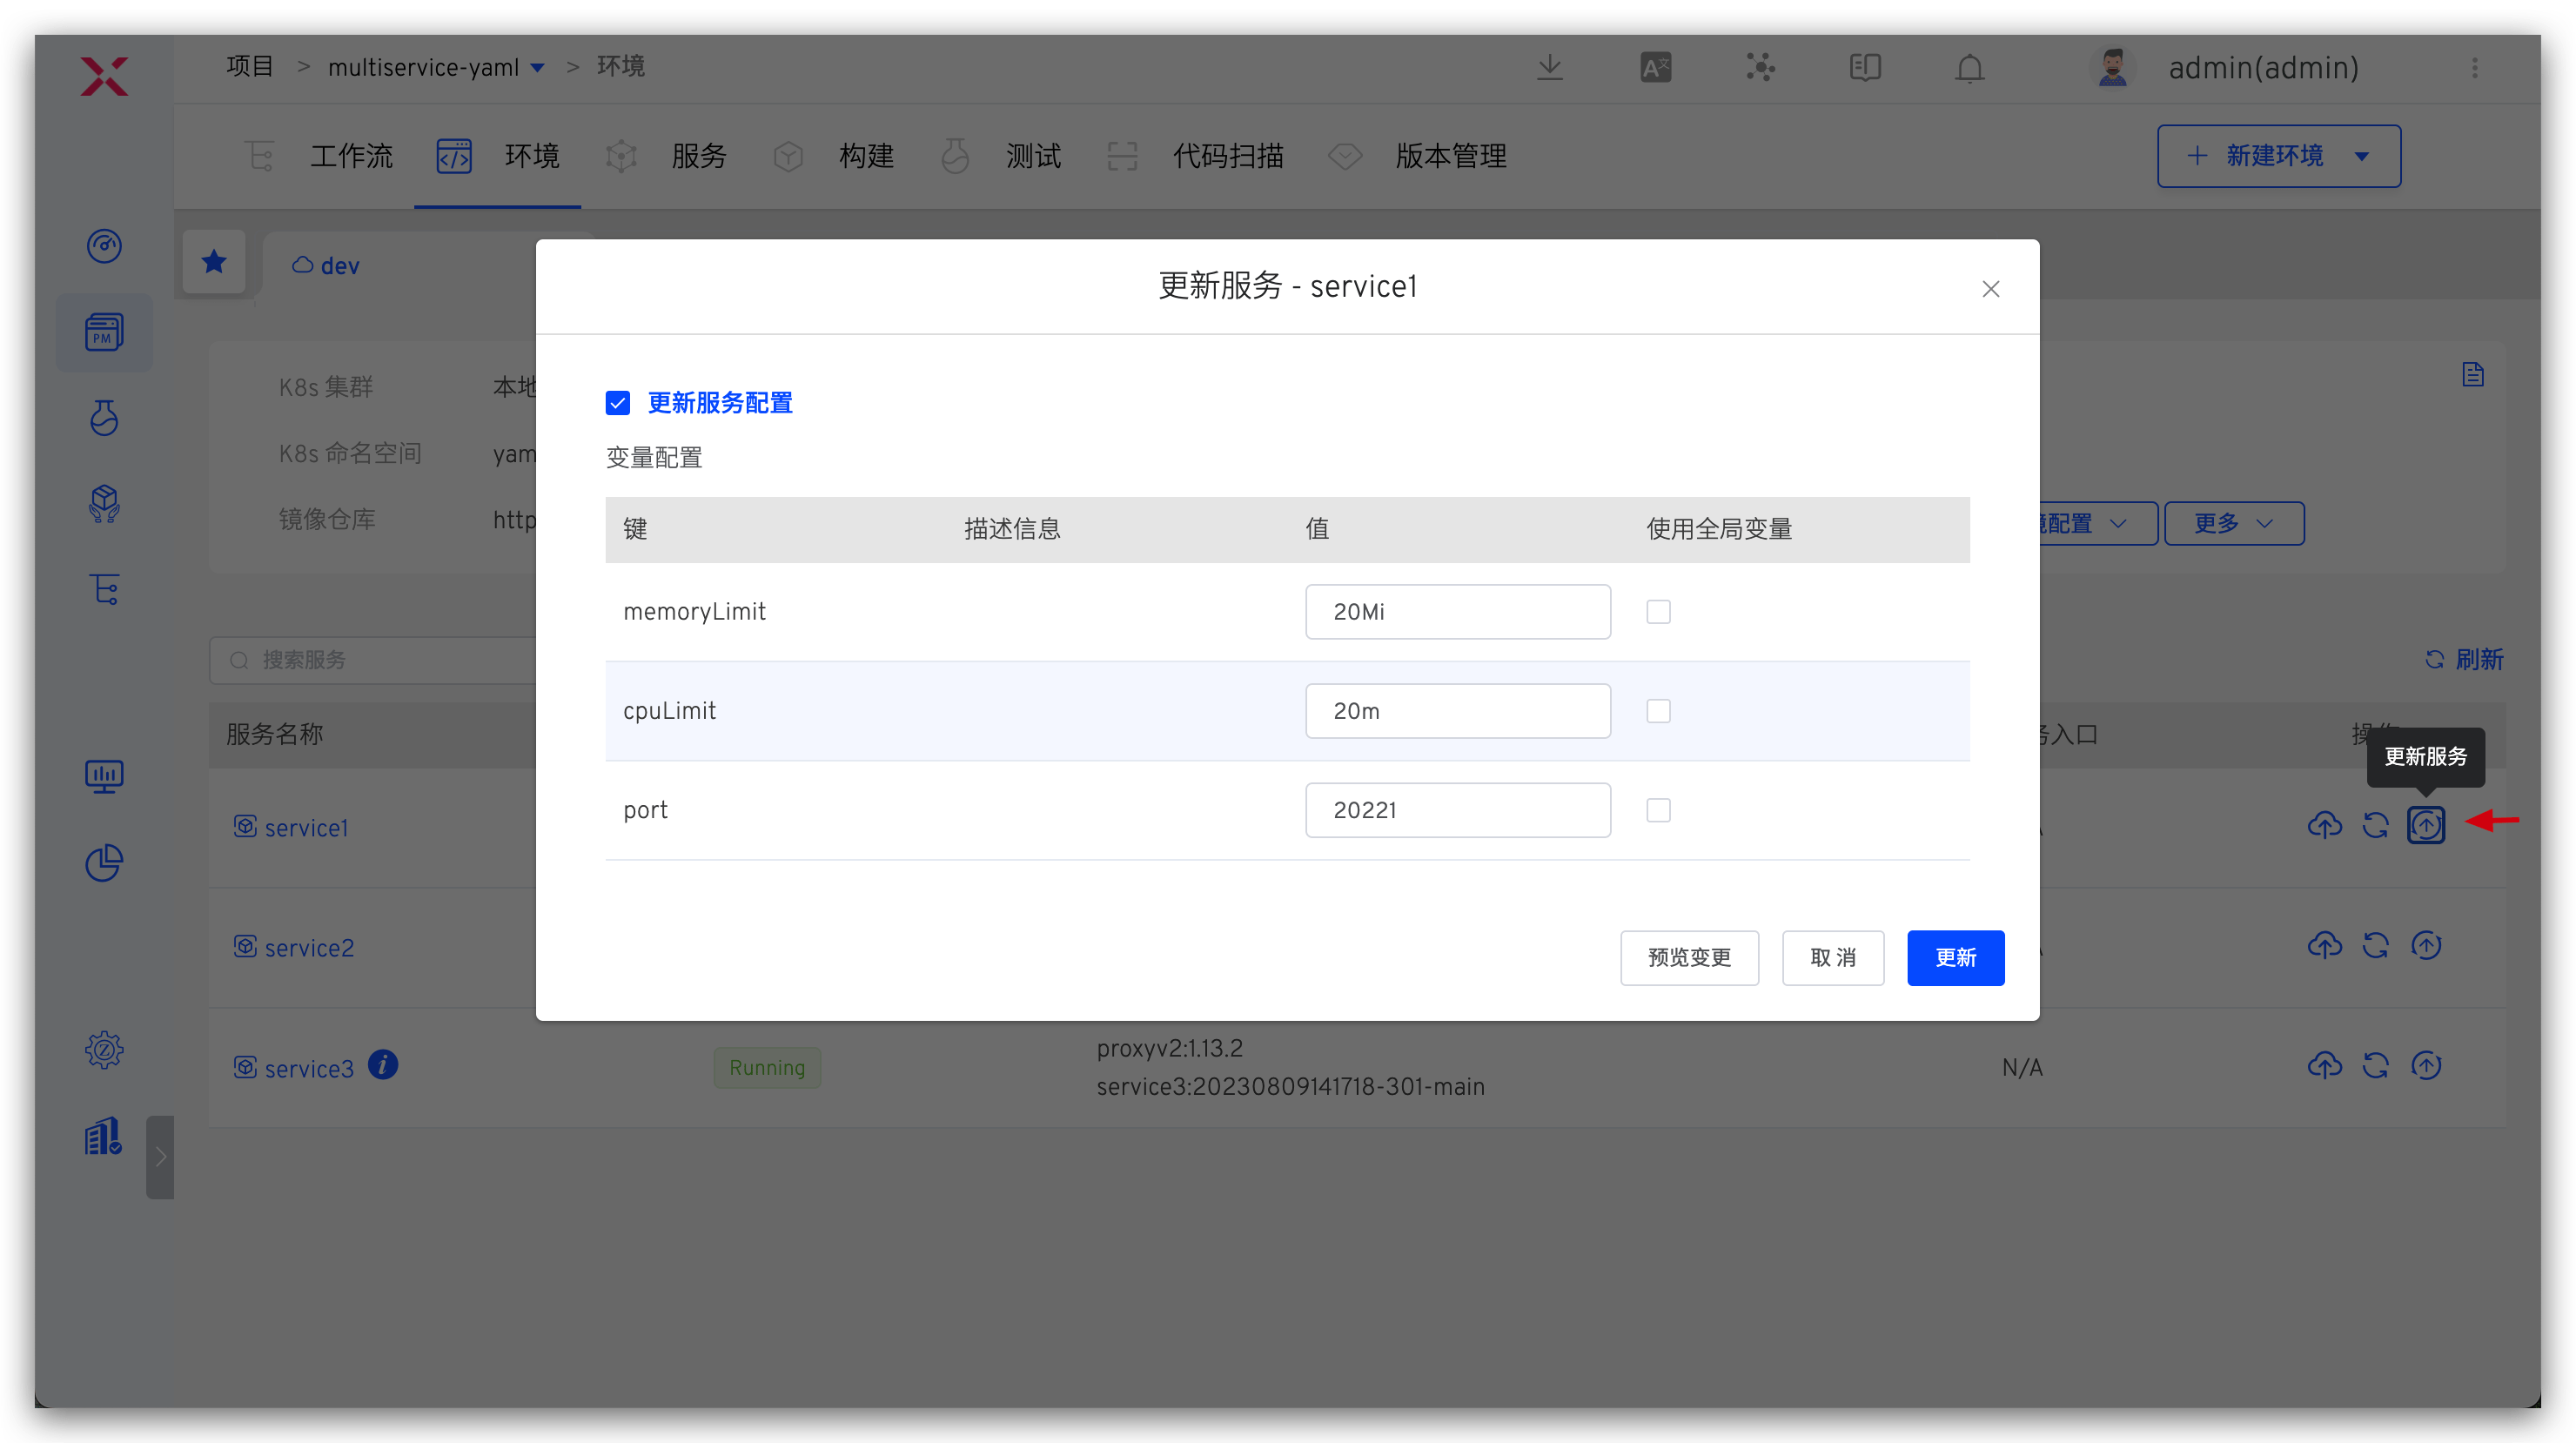 项目 > multiservice-yaml > 环境
admin(admin)
工作流 环境 服务 构建 测试 代码扫描 版本管理
新建环境
dev
更新服务 - service1
PM
K8s 集群 本地
更新服务配置
K8s 命名空间 yam
变量配置
镜像仓库 http
配置 更多
键 描述信息 值 使用全局变量
memoryLimit 20Mi
搜索服务
刷新
cpuLimit 20m
服务名称
入口
更新服务
port 20221
service1
service2
预览变更 取消 更新
service3
Running
proxyv2:1.13.2
service3:20230809141718-301-main
N/A